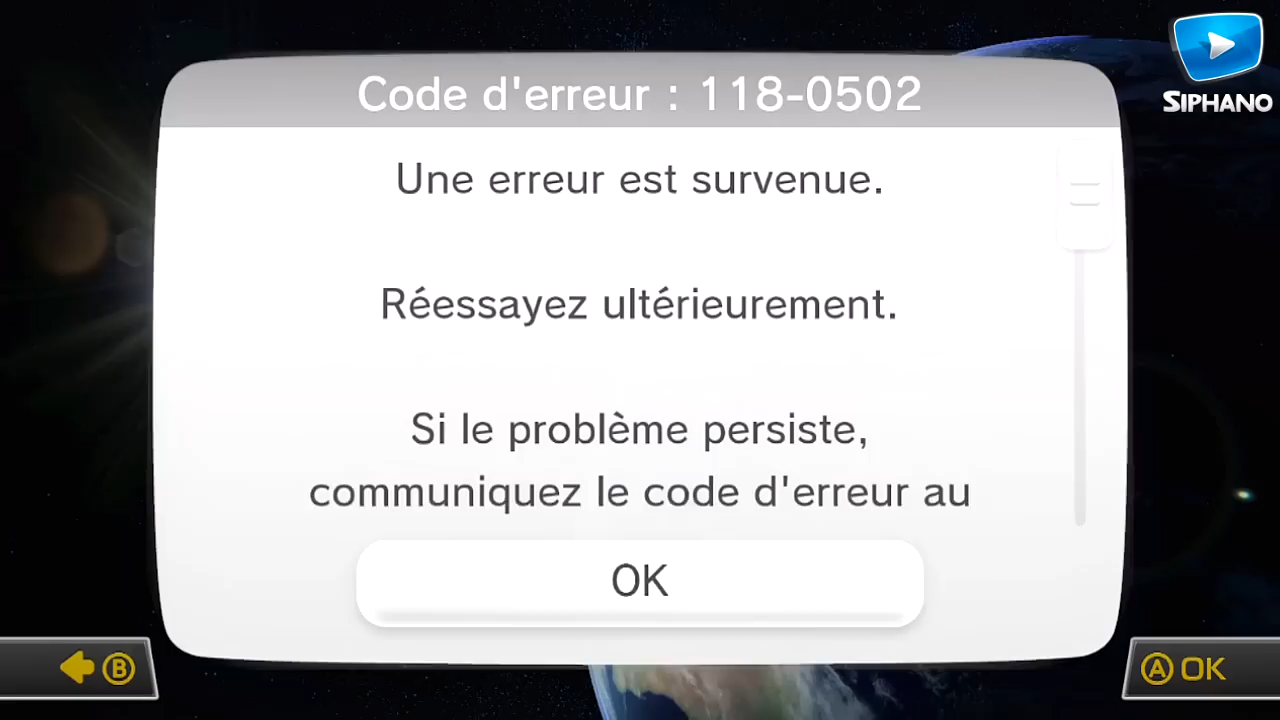 SIPHANO
Code d'erreur : 118-0502
Une erreur est survenue.
Réessayez ultérieurement.
Si le problème persiste,
communiquez le code d'erreur au
OK
B
A OK